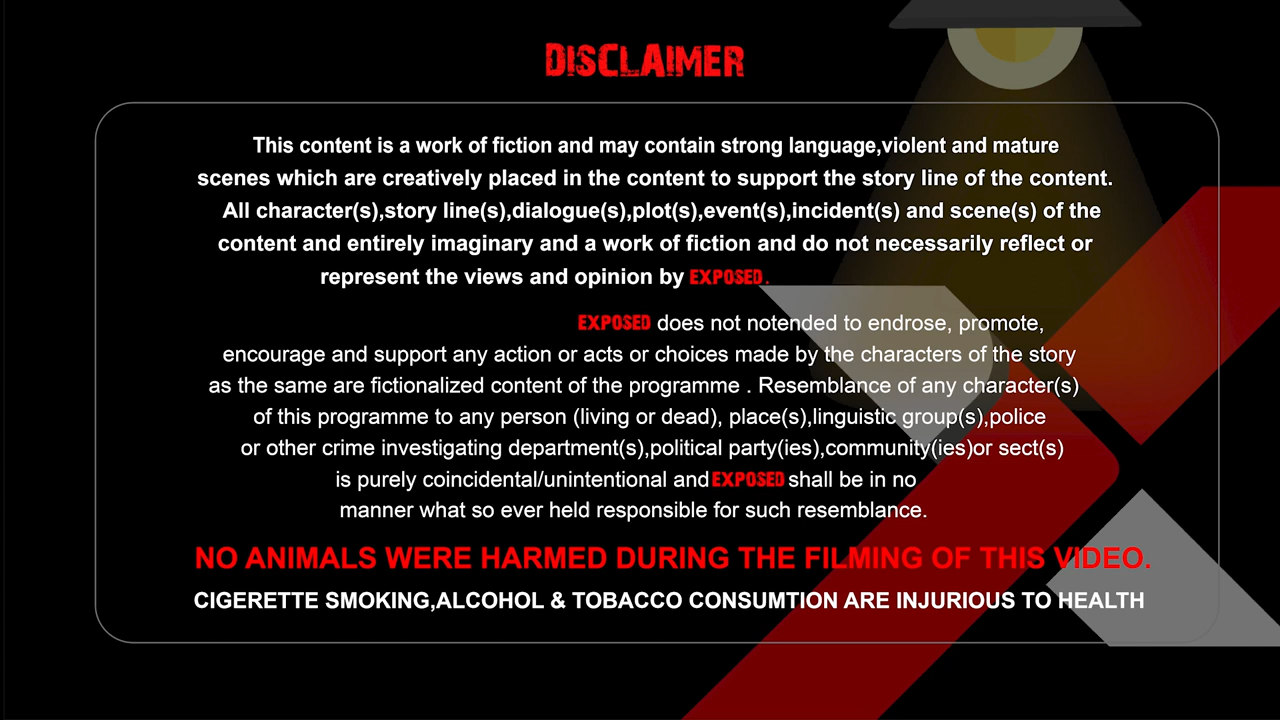 DISCLAIMER
This content is a work of fiction and may contain strong language,violent and mature
scenes which are creatively placed in the content to support the story line of the content.
All character(s),story line(s),dialogue(s),plot(s),event(s),incident(s) and scene(s) of the
content and entirely imaginary and a work of fiction and do not necessarily reflect or
represent the views and opinion by EXPOSED.
EXPOSED does not notended to endrose, promote,
encourage and support any action or acts or choices made by the characters of the story
as the same are fictionalized content of the programme . Resemblance of any character(s)
of this programme to any person (living or dead), place(s),linguistic group(s),police
or other crime investigating department(s),political party(ies),community(ies)or sect(s)
is purely coincidental/unintentional and EXPOSED shall be in no
manner what so ever held responsible for such resemblance.
NO ANIMALS WERE HARMED DURING THE FILMING OF THIS VIDEO.
CIGERETTE SMOKING,ALCOHOL & TOBACCO CONSUMTION ARE INJURIOUS TO HEALTH